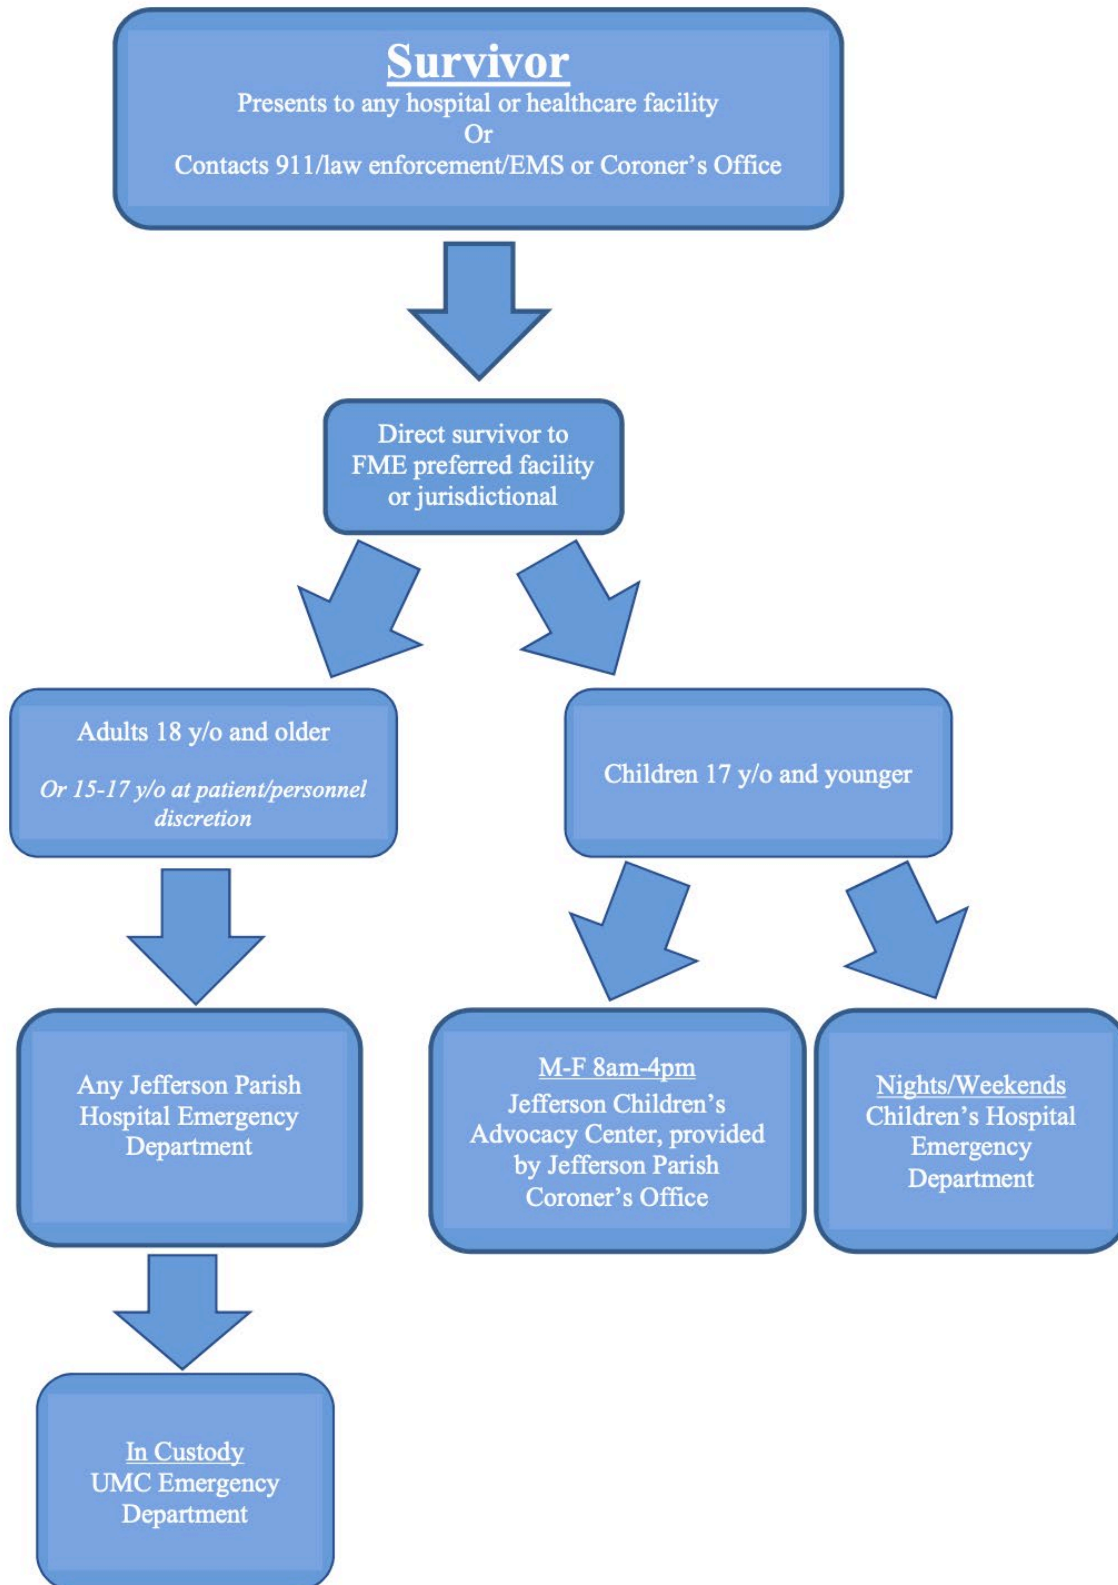 Survivor
Presents to any hospital or healthcare facility
Or
Contacts 911/law enforcement/EMS or Coroner’s Office
Direct survivor to
FME preferred facility
or jurisdictional
Adults 18 y/o and older
Or 15-17 y/o at patient/personnel
discretion
Children 17 y/o and younger
Any Jefferson Parish
Hospital Emergency
Department
M-F 8am-4pm
Jefferson Children’s
Advocacy Center, provided
by Jefferson Parish
Coroner’s Office
Nights/Weekends
Children’s Hospital
Emergency
Department
In Custody
UMC Emergency
Department